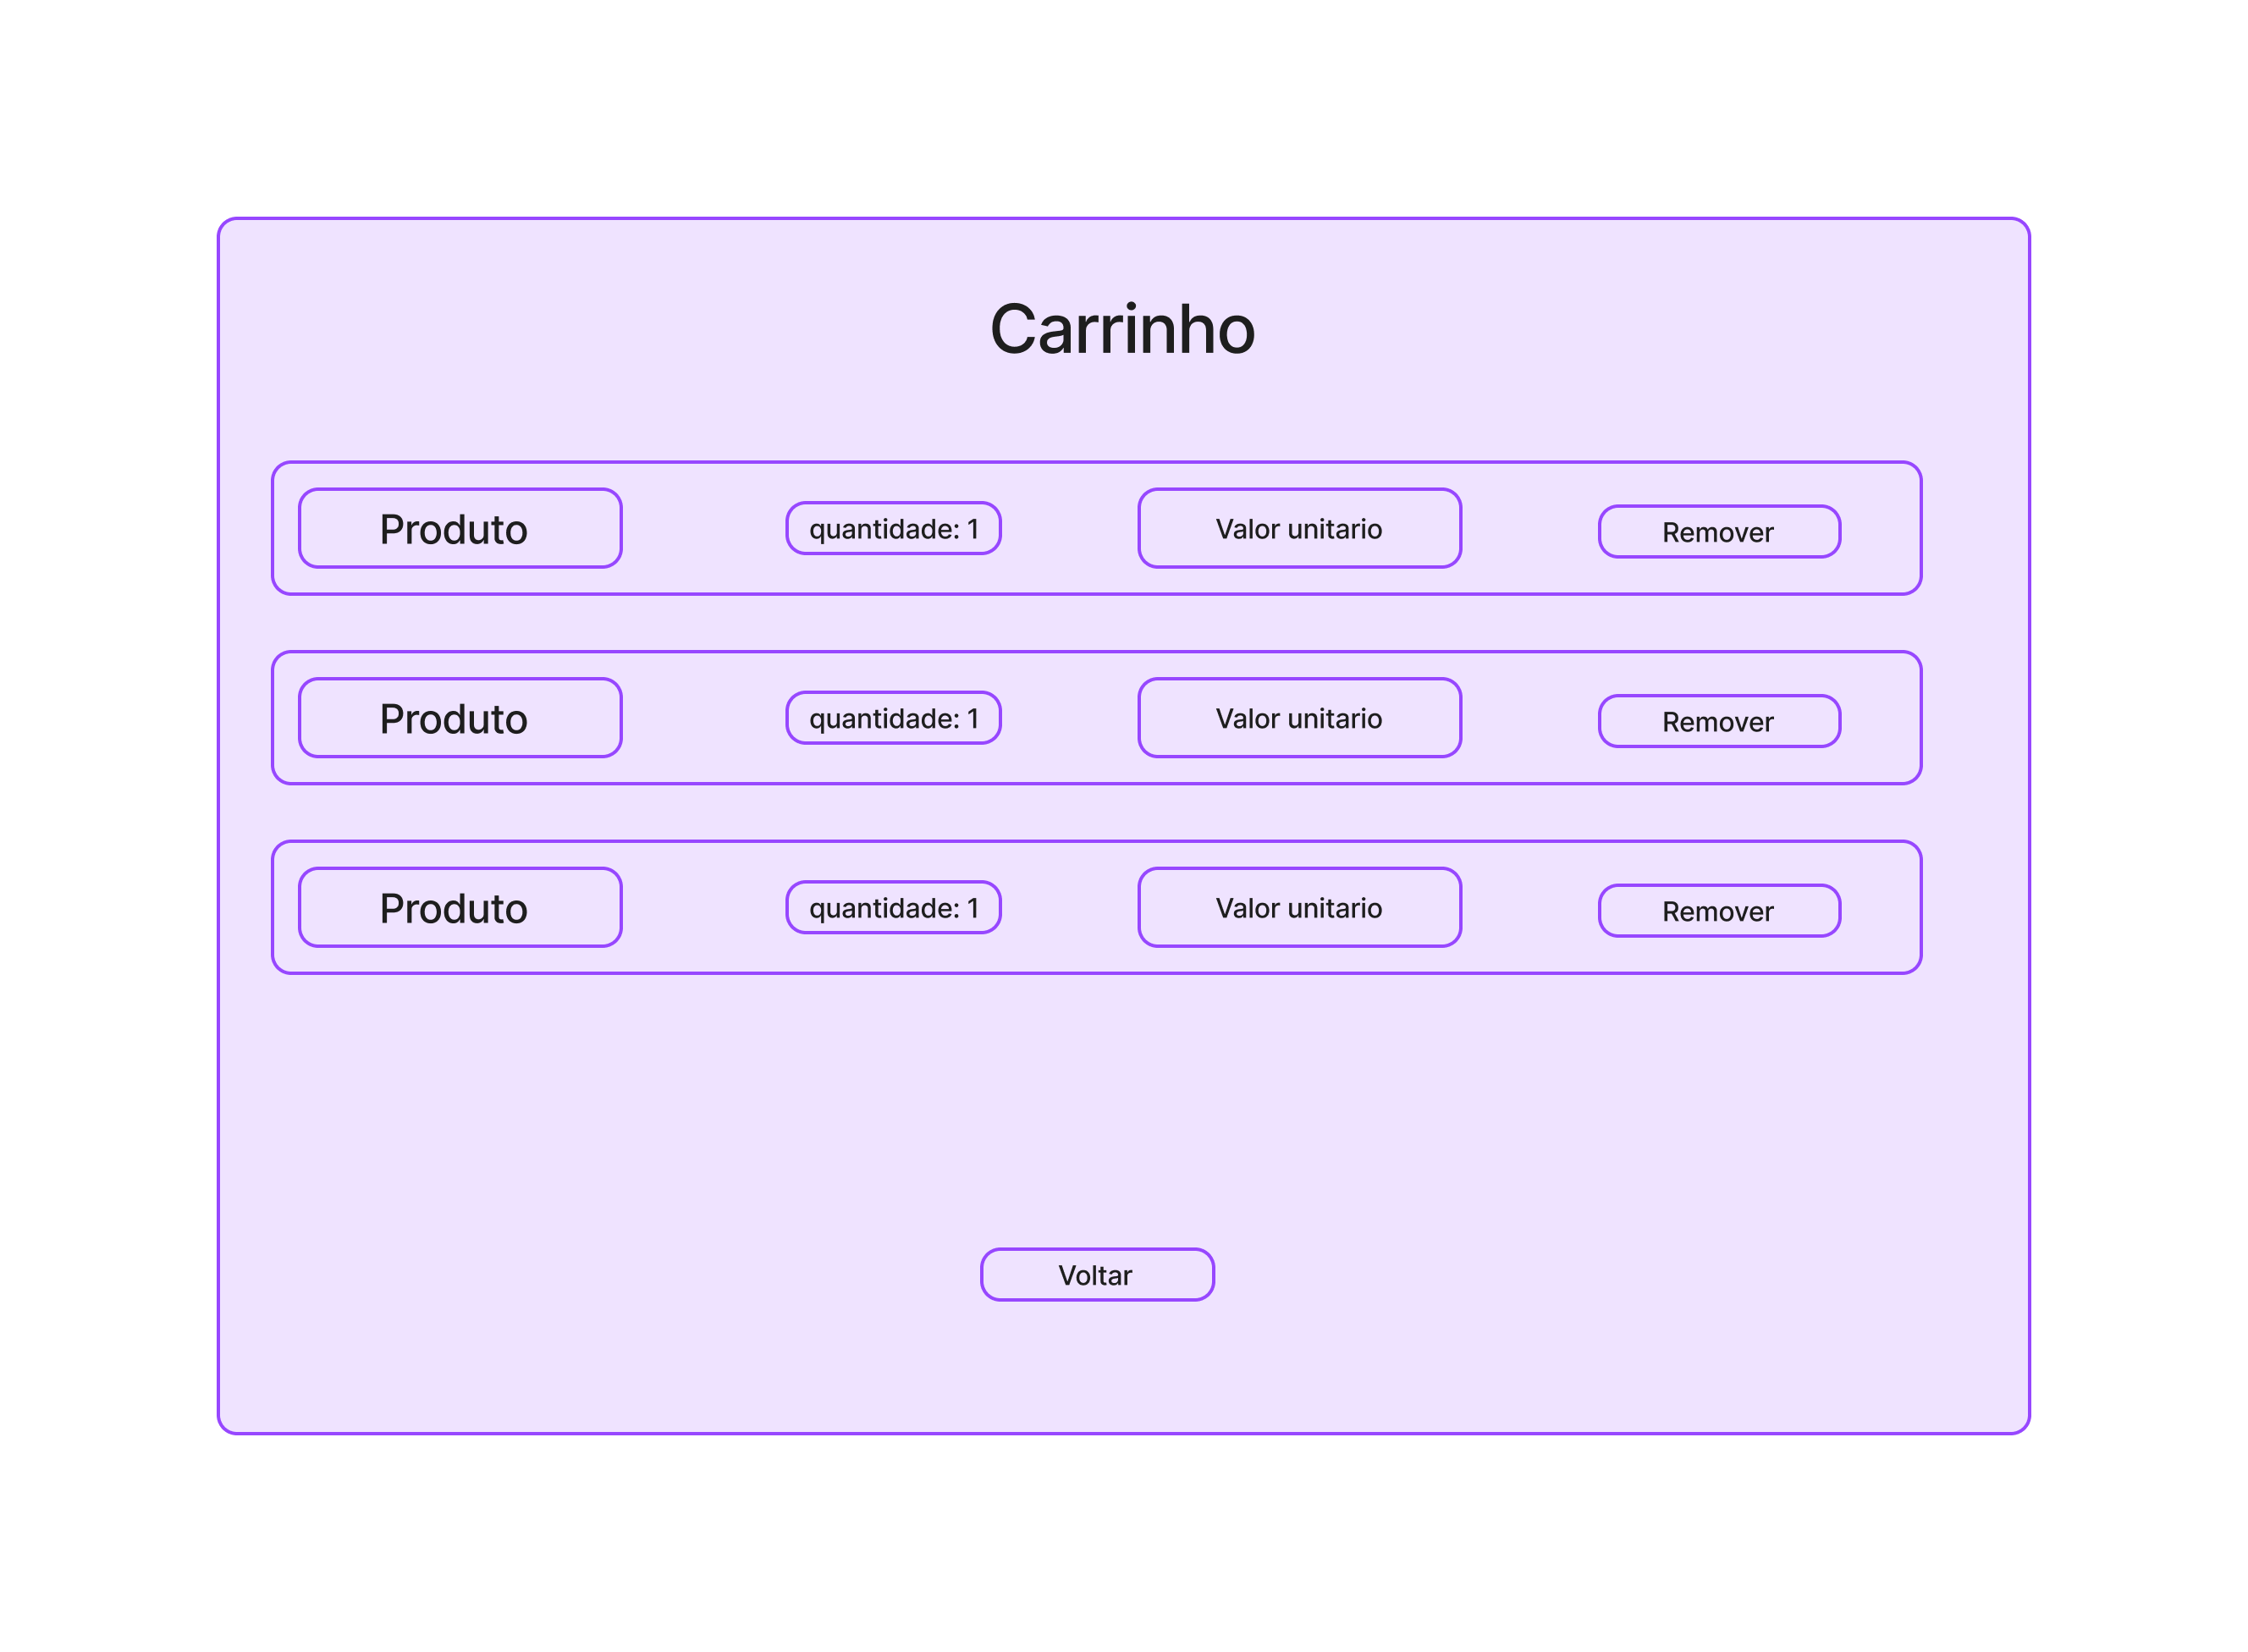 Carrinho
Produto
quantidade: 1
Valor unitario
Remover
Produto
quantidade: 1
Valor unitario
Remover
Produto
quantidade: 1
Valor unitario
Remover
Voltar